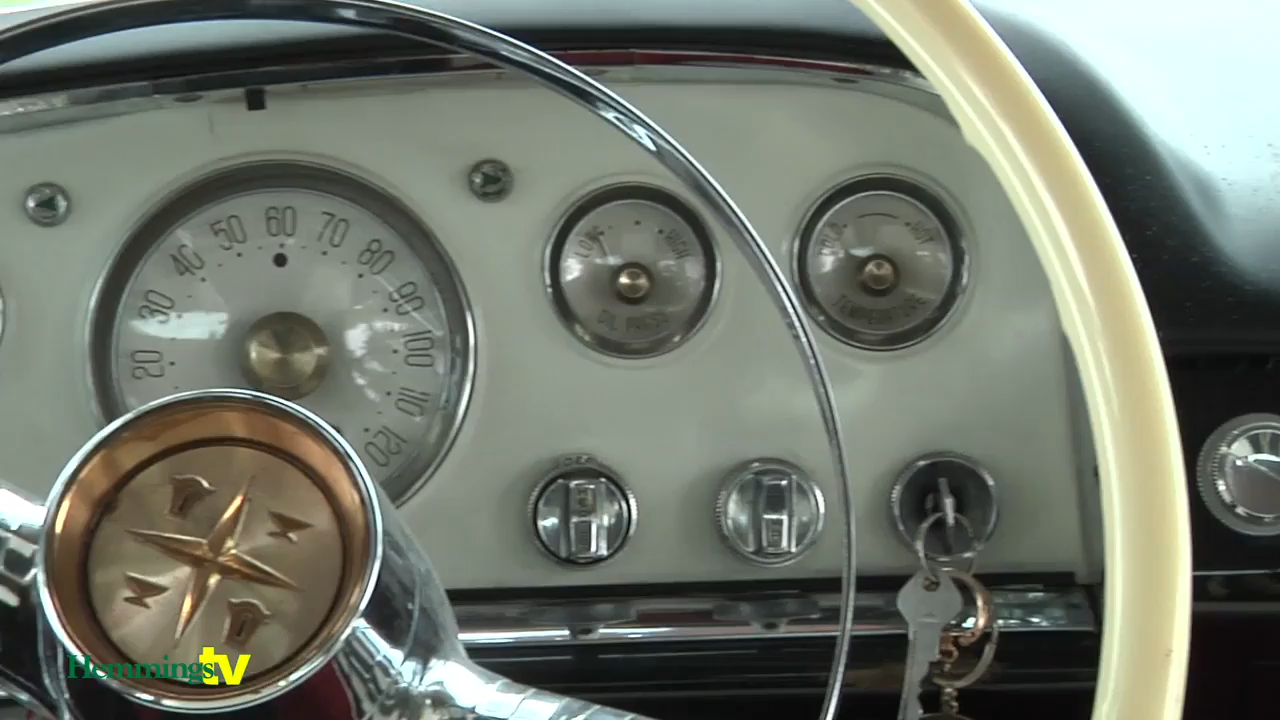 20 30 40 50 60 70 80 90 100 110 120
LOW HIGH
OIL PRESS
COLD HOT
TEMPERATURE
Hemmings tv